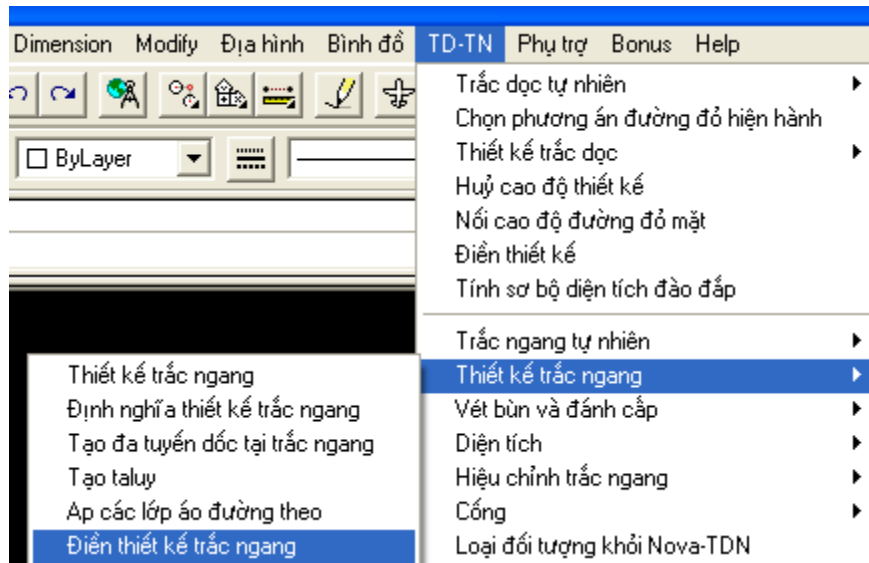 Dimension Modify Địa hình Bình đồ TD-TN Phụ trợ Bonus Help
Trắc dọc tự nhiên
Chọn phương án đường đỏ hiện hành
ByLayer
Thiết kế trắc dọc
Huỷ cao độ thiết kế
Nối cao độ đường đỏ mặt
Điền thiết kế
Tính sơ bộ diện tích đào đắp
Trắc ngang tự nhiên
Thiết kế trắc ngang
Vét bùn và đánh cấp
Diện tích
Hiệu chỉnh trắc ngang
Cống
Loại đối tượng khỏi Nova-TDN
Thiết kế trắc ngang
Định nghĩa thiết kế trắc ngang
Tạo đa tuyến dốc tại trắc ngang
Tạo taluy
Ap các lớp áo đường theo
Điền thiết kế trắc ngang